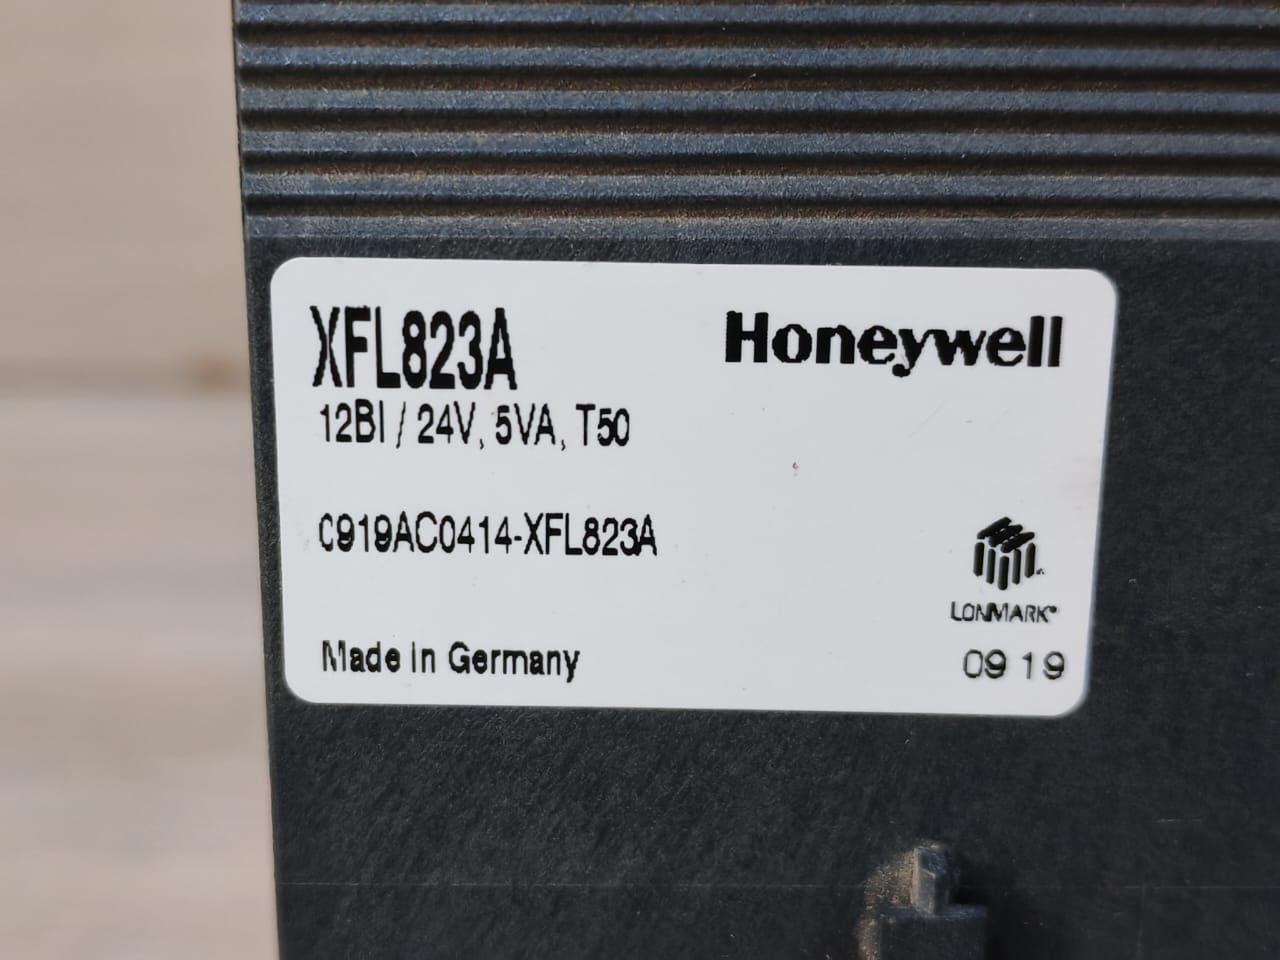 XFL823A
Honeywell
12BI / 24V, 5VA, T50
C919AC0414-XFL823A
LONMARK®
Made in Germany
09 19